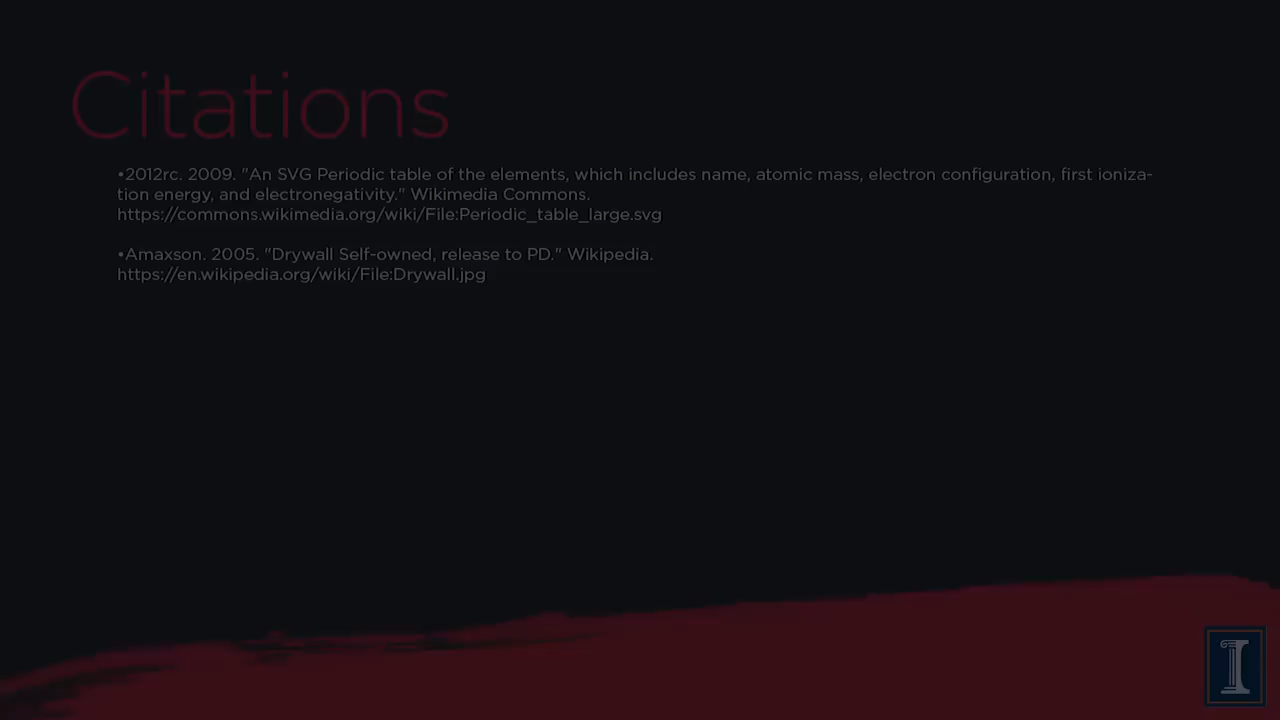 Citations
•2012rc. 2009. "An SVG Periodic table of the elements, which includes name, atomic mass, electron configuration, first ioniza-
tion energy, and electronegativity." Wikimedia Commons.
https://commons.wikimedia.org/wiki/File:Periodic_table_large.svg
•Amaxson. 2005. "Drywall Self-owned, release to PD." Wikipedia.
https://en.wikipedia.org/wiki/File:Drywall.jpg
I